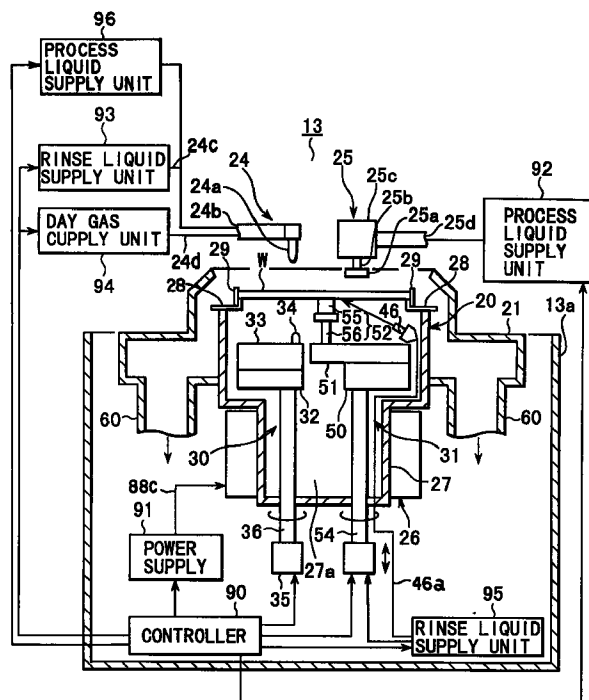 96
PROCESS
LIQUID
SUPPLY UNIT
93
RINSE LIQUID
SUPPLY UNIT
24c
DAY GAS
CUPPLY UNIT
94
24d
13
24
24a
24b
25
25c
25b
25a
25d
92
PROCESS
LIQUID
SUPPLY
UNIT
29
W
28
29
28
20
21
13a
34
33
46
55
56
52
51
32
50
60
60
30
31
27
88c
91
POWER
SUPPLY
36
54
26
35
27a
46a
90
CONTROLLER
95
RINSE LIQUID
SUPPLY UNIT